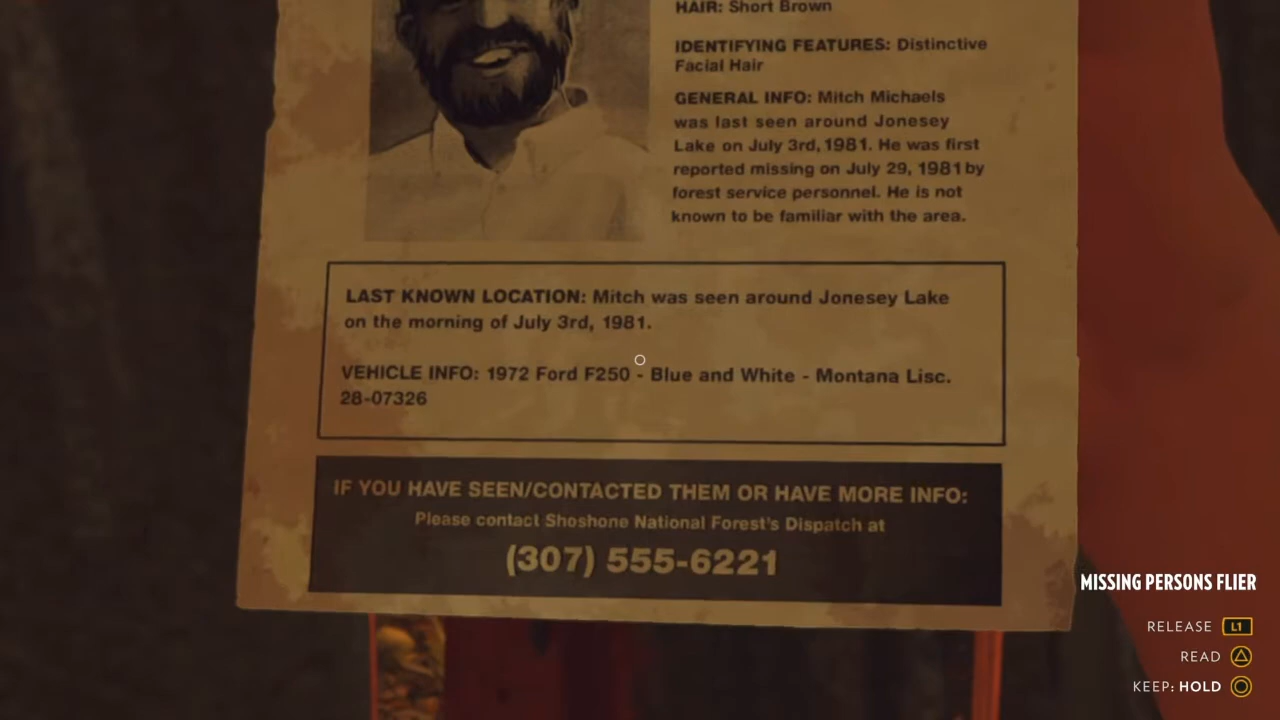 HAIR: Short Brown
IDENTIFYING FEATURES: Distinctive
Facial Hair
GENERAL INFO: Mitch Michaels
was last seen around Jonesey
Lake on July 3rd, 1981. He was first
reported missing on July 29, 1981 by
forest service personnel. He is not
known to be familiar with the area.
LAST KNOWN LOCATION: Mitch was seen around Jonesey Lake
on the morning of July 3rd, 1981.
VEHICLE INFO: 1972 Ford F250 - Blue and White - Montana Lisc.
28-07326
IF YOU HAVE SEEN/CONTACTED THEM OR HAVE MORE INFO:
Please contact Shoshone National Forest's Dispatch at
(307) 555-6221
MISSING PERSONS FLIER
RELEASE L1
READ
KEEP: HOLD